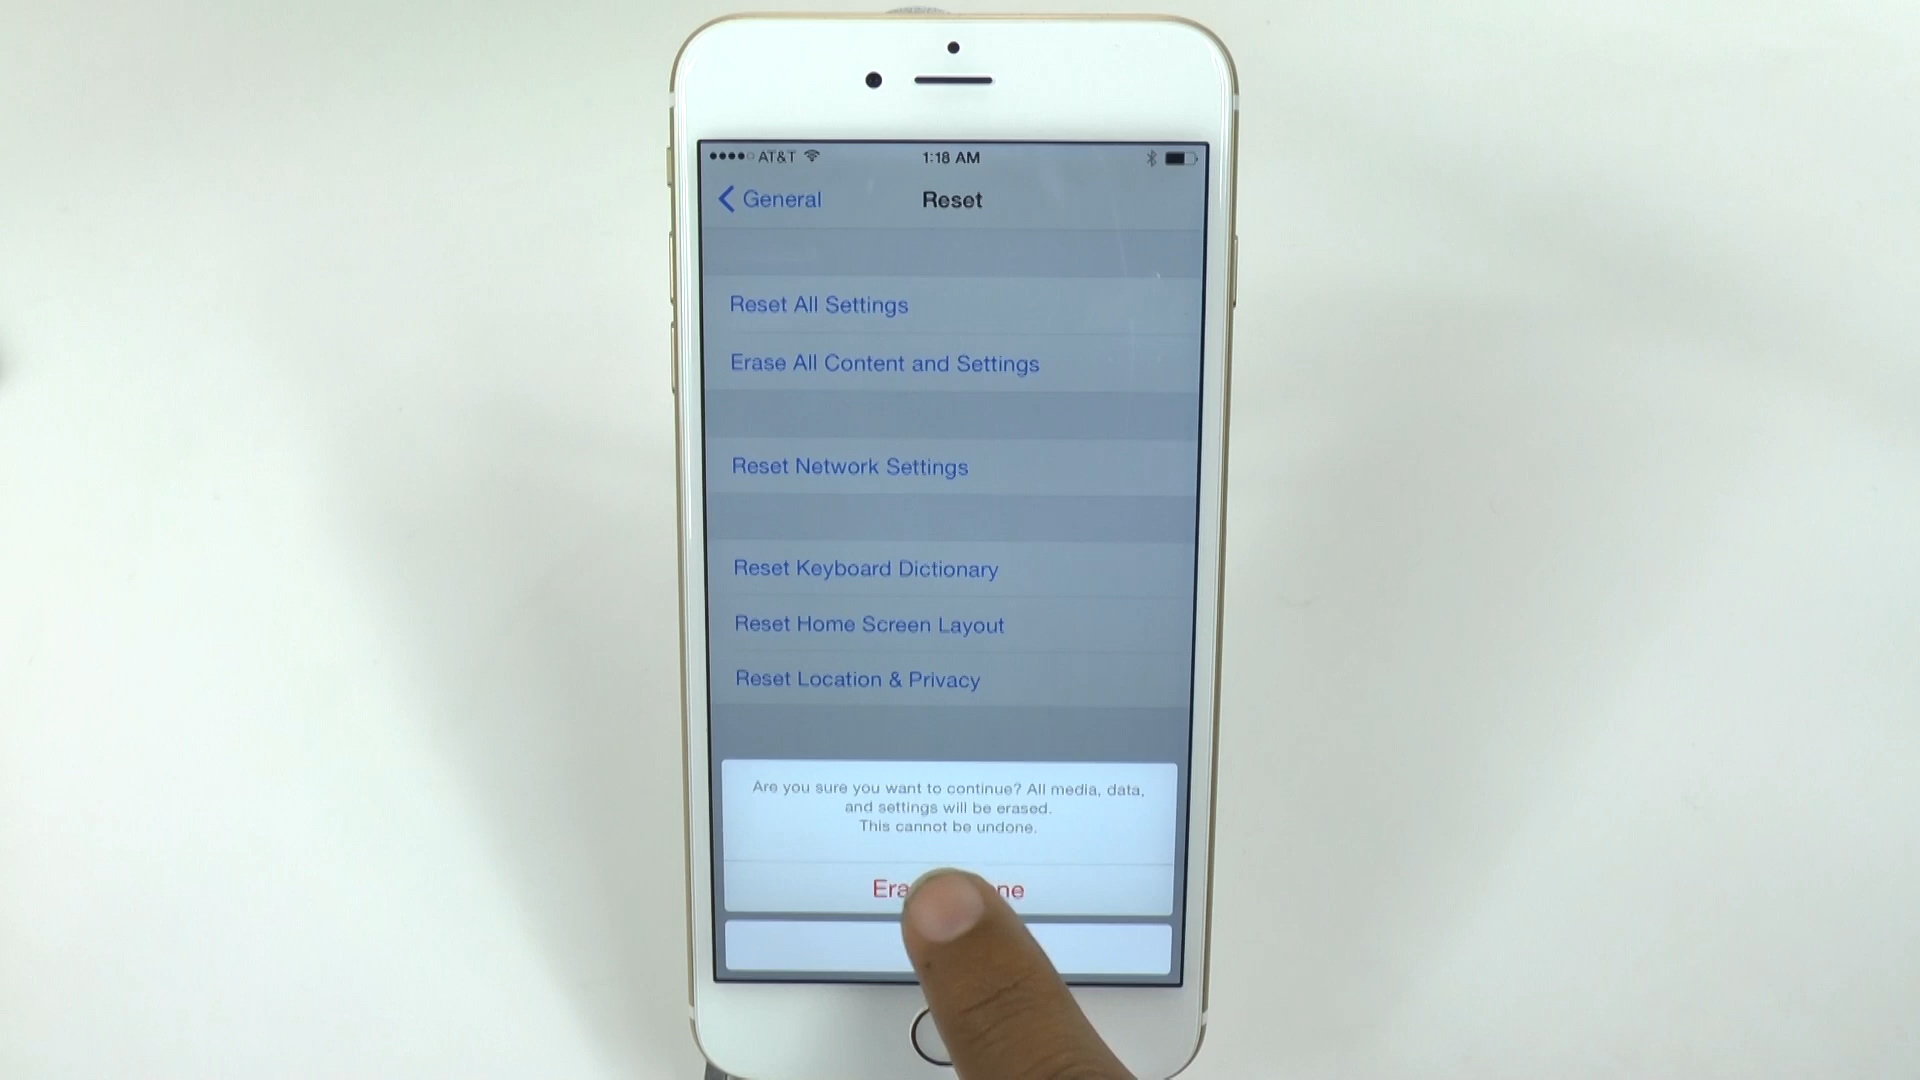 AT&T 1:18 AM
General Reset
Reset All Settings
Erase All Content and Settings
Reset Network Settings
Reset Keyboard Dictionary
Reset Home Screen Layout
Reset Location & Privacy
Are you sure you want to continue? All media, data,
and settings will be erased.
This cannot be undone.